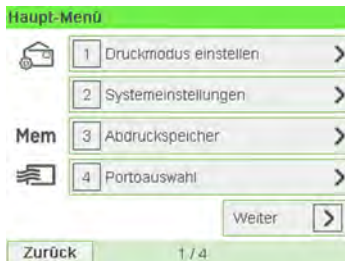 Haupt-Menü
1 Druckmodus einstellen
2 Systemeinstellungen
Mem 3 Abdruckspeicher
4 Portoauswahl
Weiter
Zurück 1/4